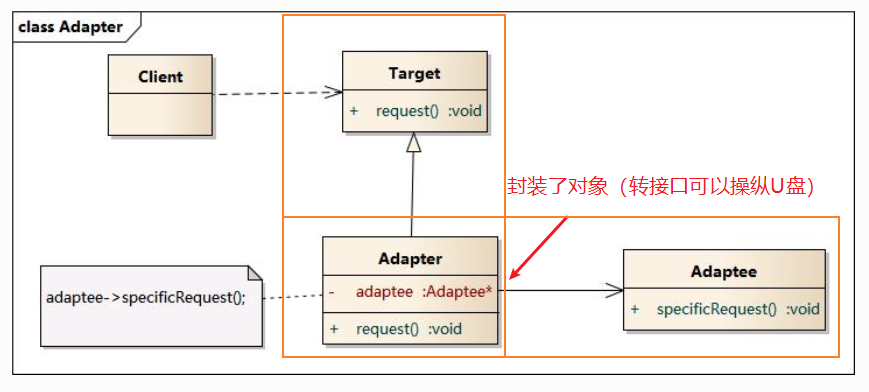 class Adapter
Client
Target
+ request() :void
封装了对象（转接口可以操纵U盘）
Adapter
- adaptee :Adaptee*
+ request() :void
adaptee->specificRequest();
Adaptee
+ specificRequest() :void